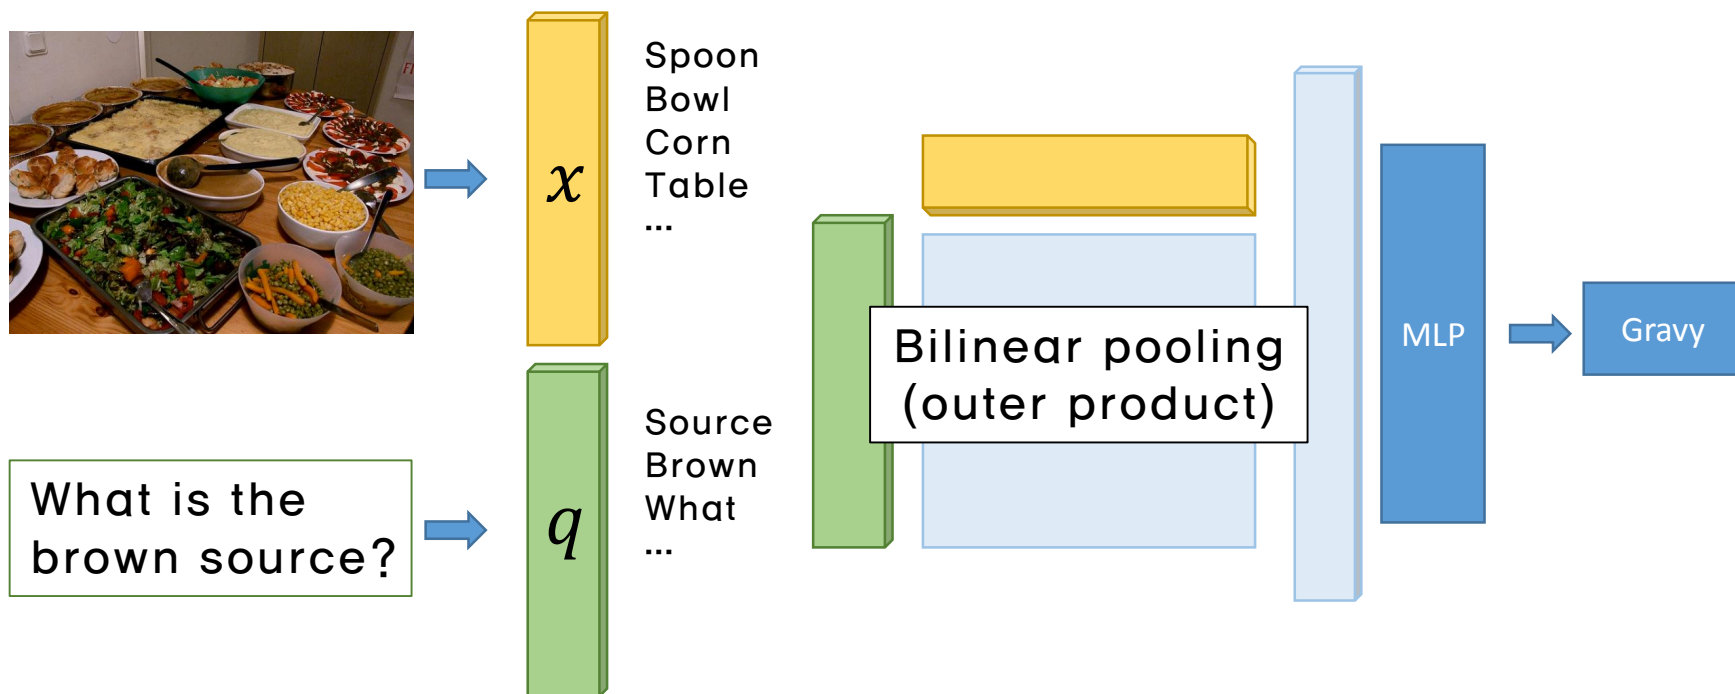 Spoon
Bowl
Corn
Table
...
x
What is the
brown source?
q
Source
Brown
What
...
Bilinear pooling
(outer product)
MLP
Gravy